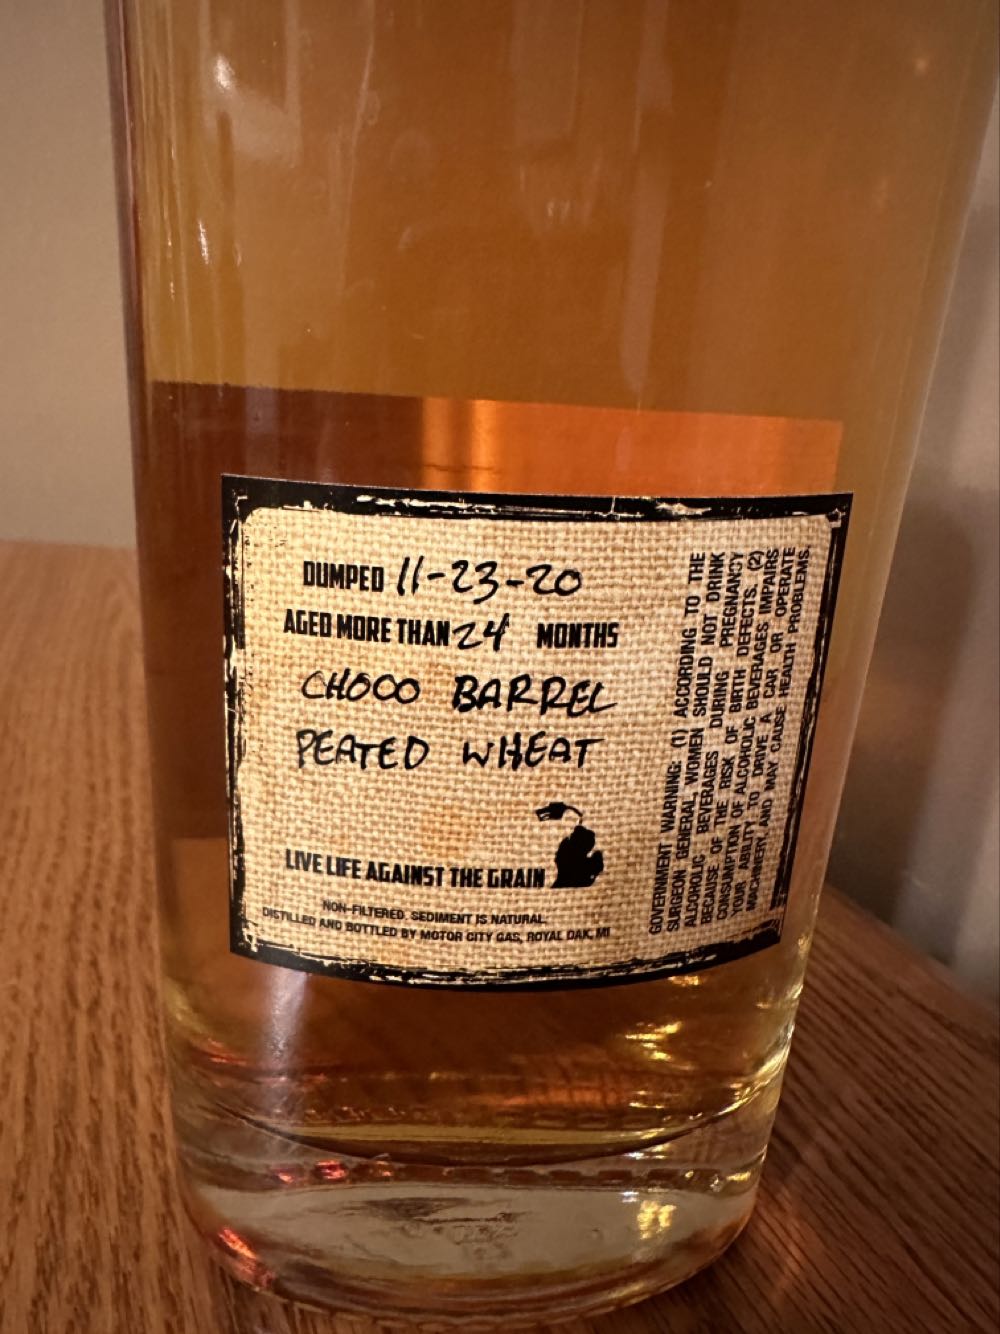 DUMPED 11-23-20
AGED MORE THAN 24 MONTHS
CHOCO BARREL
PEATED WHEAT
LIVE LIFE AGAINST THE GRAIN
NON-FILTERED. SEDIMENT IS NATURAL.
DISTILLED AND BOTTLED BY MOTOR CITY GAS, ROYAL OAK, MI
GOVERNMENT WARNING: (1) ACCORDING TO THE
SURGEON GENERAL, WOMEN SHOULD NOT DRINK
ALCOHOLIC BEVERAGES DURING PREGNANCY
BECAUSE OF THE RISK OF BIRTH DEFECTS. (2)
CONSUMPTION OF ALCOHOLIC BEVERAGES IMPAIRS
YOUR ABILITY TO DRIVE A CAR OR OPERATE
MACHINERY, AND MAY CAUSE HEALTH PROBLEMS.